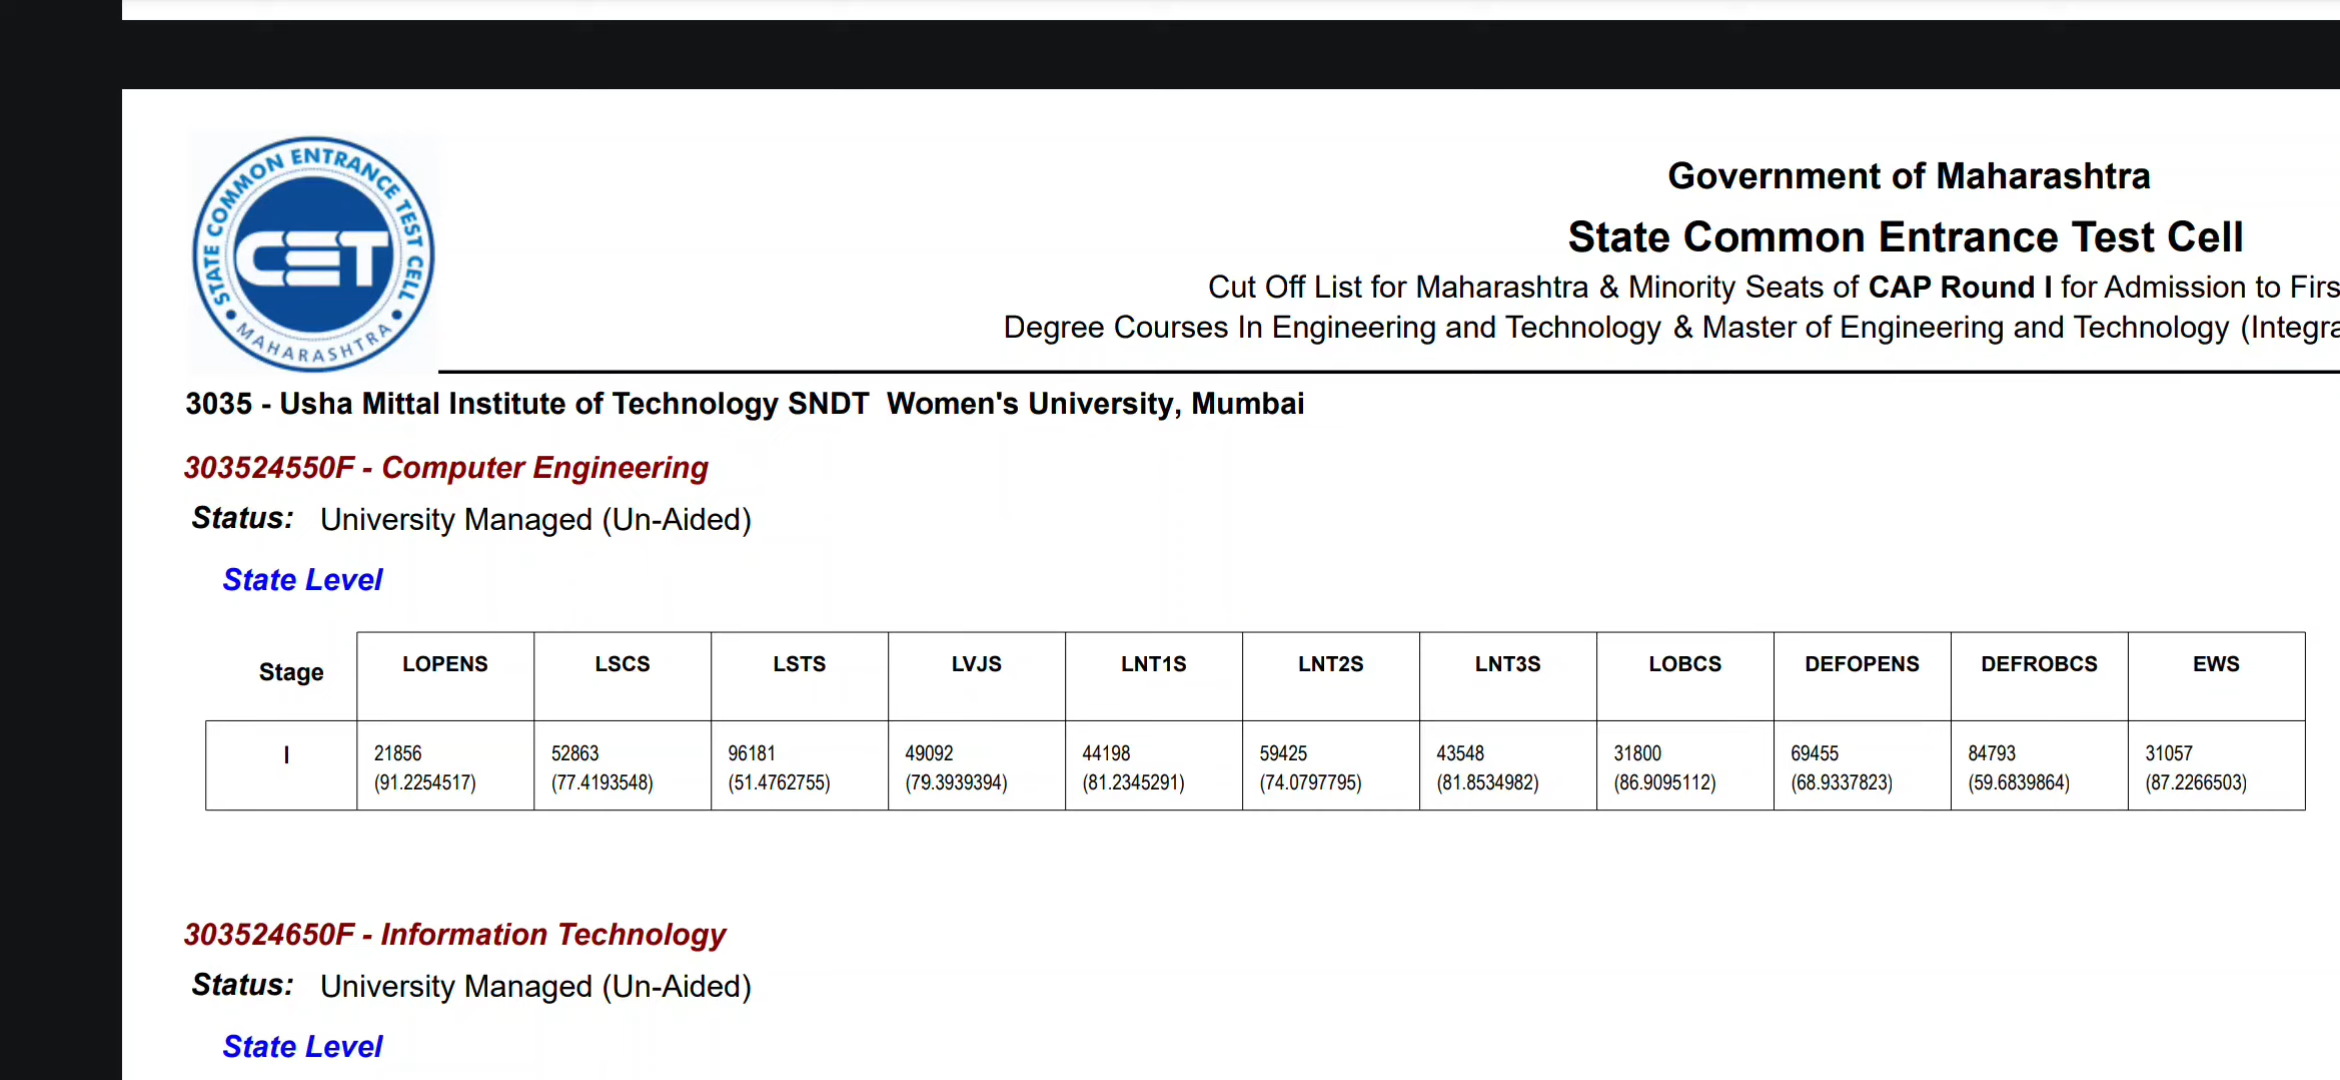 STATE COMMON ENTRANCE TEST CELL
MAHARASHTRA
CET
Government of Maharashtra
State Common Entrance Test Cell
Cut Off List for Maharashtra & Minority Seats of CAP Round I for Admission to Firs
Degree Courses In Engineering and Technology & Master of Engineering and Technology (Integra
3035 - Usha Mittal Institute of Technology SNDT Women's University, Mumbai
303524550F - Computer Engineering
Status: University Managed (Un-Aided)
State Level
Stage LOPENS LSCS LSTS LVJS LNT1S LNT2S LNT3S LOBCS DEFOPENS DEFROBCS EWS
I 21856 52863 96181 49092 44198 59425 43548 31800 69455 84793 31057
(91.2254517) (77.4193548) (51.4762755) (79.3939394) (81.2345291) (74.0797795) (81.8534982) (86.9095112) (68.9337823) (59.6839864) (87.2266503)
303524650F - Information Technology
Status: University Managed (Un-Aided)
State Level